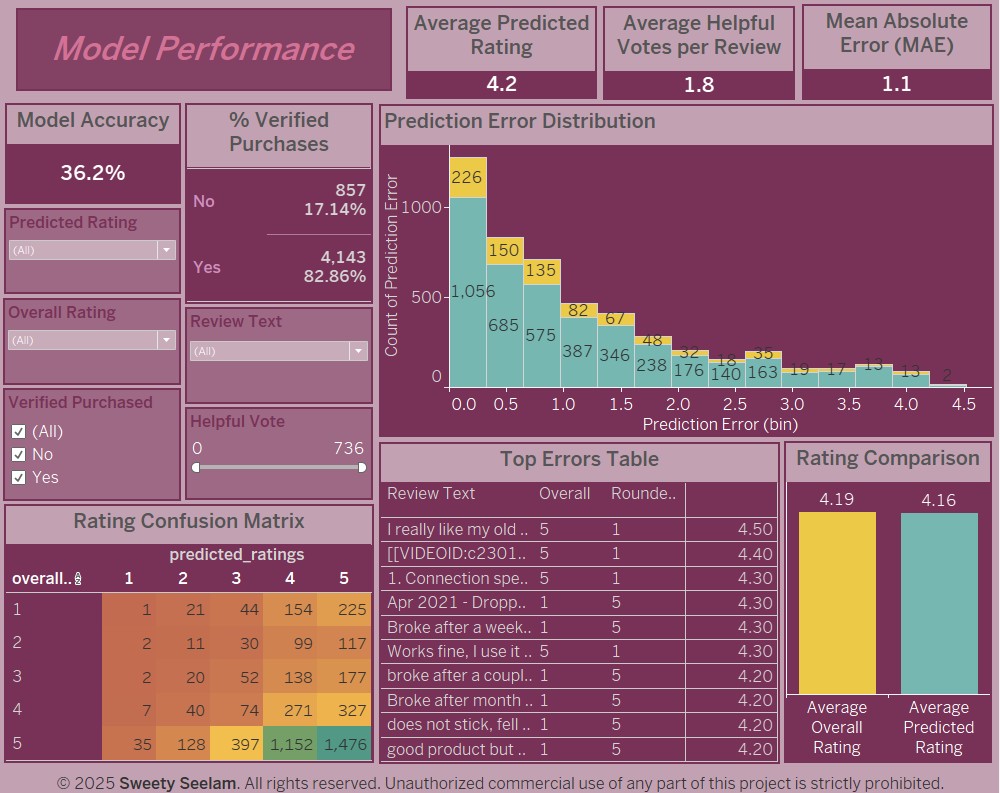 Model Performance
Average Predicted
Rating
4.2
Average Helpful
Votes per Review
1.8
Mean Absolute
Error (MAE)
1.1
Model Accuracy
36.2%
Predicted Rating
(All)
Overall Rating
(All)
Verified Purchased
(All)
No
Yes
% Verified
Purchases
No 857
17.14%
Yes 4,143
82.86%
Review Text
(All)
Helpful Vote
0 736
Prediction Error Distribution
Count of Prediction Error
1000
500
0
226 150 135 82 67 48 32 18 35 19 17 13 13 2
1,056 685 575 387 346 238 176 140 163
0.0 0.5 1.0 1.5 2.0 2.5 3.0 3.5 4.0 4.5
Prediction Error (bin)
Rating Confusion Matrix
predicted_ratings
overall.. 1 2 3 4 5
1 1 21 44 154 225
2 2 11 30 99 117
3 2 20 52 138 177
4 7 40 74 271 327
5 35 128 397 1,152 1,476
Top Errors Table
Review Text Overall Rounde..
I really like my old .. 5 1 4.50
[[VIDEOID:c2301.. 5 1 4.40
1. Connection spe.. 5 1 4.30
Apr 2021 - Dropp.. 1 5 4.30
Broke after a week.. 1 5 4.30
Works fine, I use it .. 5 1 4.30
broke after a coupl.. 1 5 4.20
Broke after month .. 1 5 4.20
does not stick, fell .. 1 5 4.20
good product but .. 1 5 4.20
Rating Comparison
4.19 4.16
Average
Overall
Rating
Average
Predicted
Rating
© 2025 Sweety Seelam. All rights reserved. Unauthorized commercial use of any part of this project is strictly prohibited.